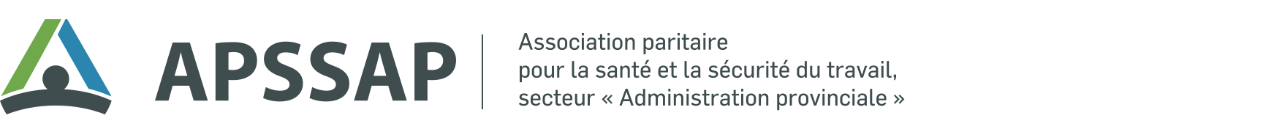 APSSAP
Association paritaire
pour la santé et la sécurité du travail,
secteur « Administration provinciale »